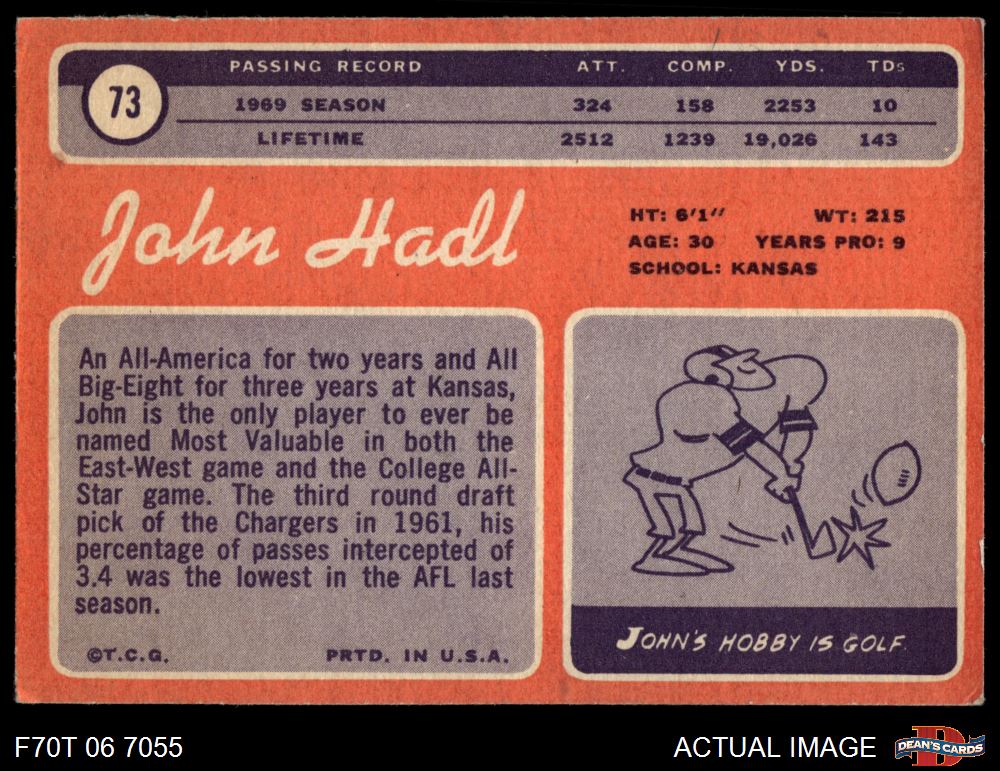 73
PASSING RECORD ATT. COMP. YDS. TDs
1969 SEASON 324 158 2253 10
LIFETIME 2512 1239 19,026 143
John Hadl
HT: 6'1" WT: 215
AGE: 30 YEARS PRO: 9
SCHOOL: KANSAS
An All-America for two years and All
Big-Eight for three years at Kansas,
John is the only player to ever be
named Most Valuable in both the
East-West game and the College All-
Star game. The third round draft
pick of the Chargers in 1961, his
percentage of passes intercepted of
3.4 was the lowest in the AFL last
season.
©T.C.G. PRTD. IN U.S.A.
JOHN'S HOBBY IS GOLF.
F70T 06 7055
ACTUAL IMAGE
D
DEAN'S CARDS